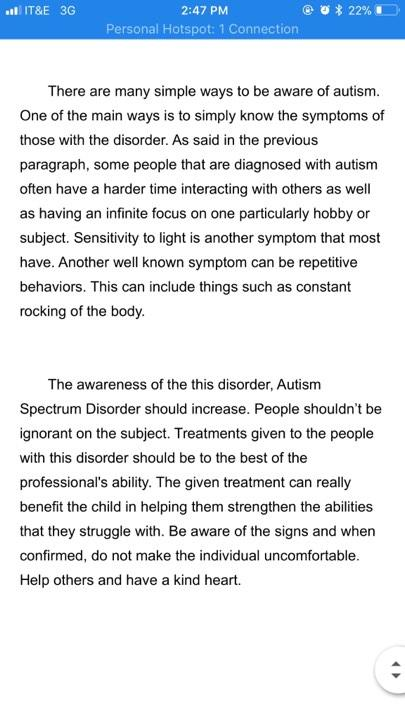 IT&E 3G 2:47 PM 22%
Personal Hotspot: 1 Connection
There are many simple ways to be aware of autism.
One of the main ways is to simply know the symptoms of
those with the disorder. As said in the previous
paragraph, some people that are diagnosed with autism
often have a harder time interacting with others as well
as having an infinite focus on one particularly hobby or
subject. Sensitivity to light is another symptom that most
have. Another well known symptom can be repetitive
behaviors. This can include things such as constant
rocking of the body.
The awareness of the this disorder, Autism
Spectrum Disorder should increase. People shouldn't be
ignorant on the subject. Treatments given to the people
with this disorder should be to the best of the
professional's ability. The given treatment can really
benefit the child in helping them strengthen the abilities
that they struggle with. Be aware of the signs and when
confirmed, do not make the individual uncomfortable.
Help others and have a kind heart.